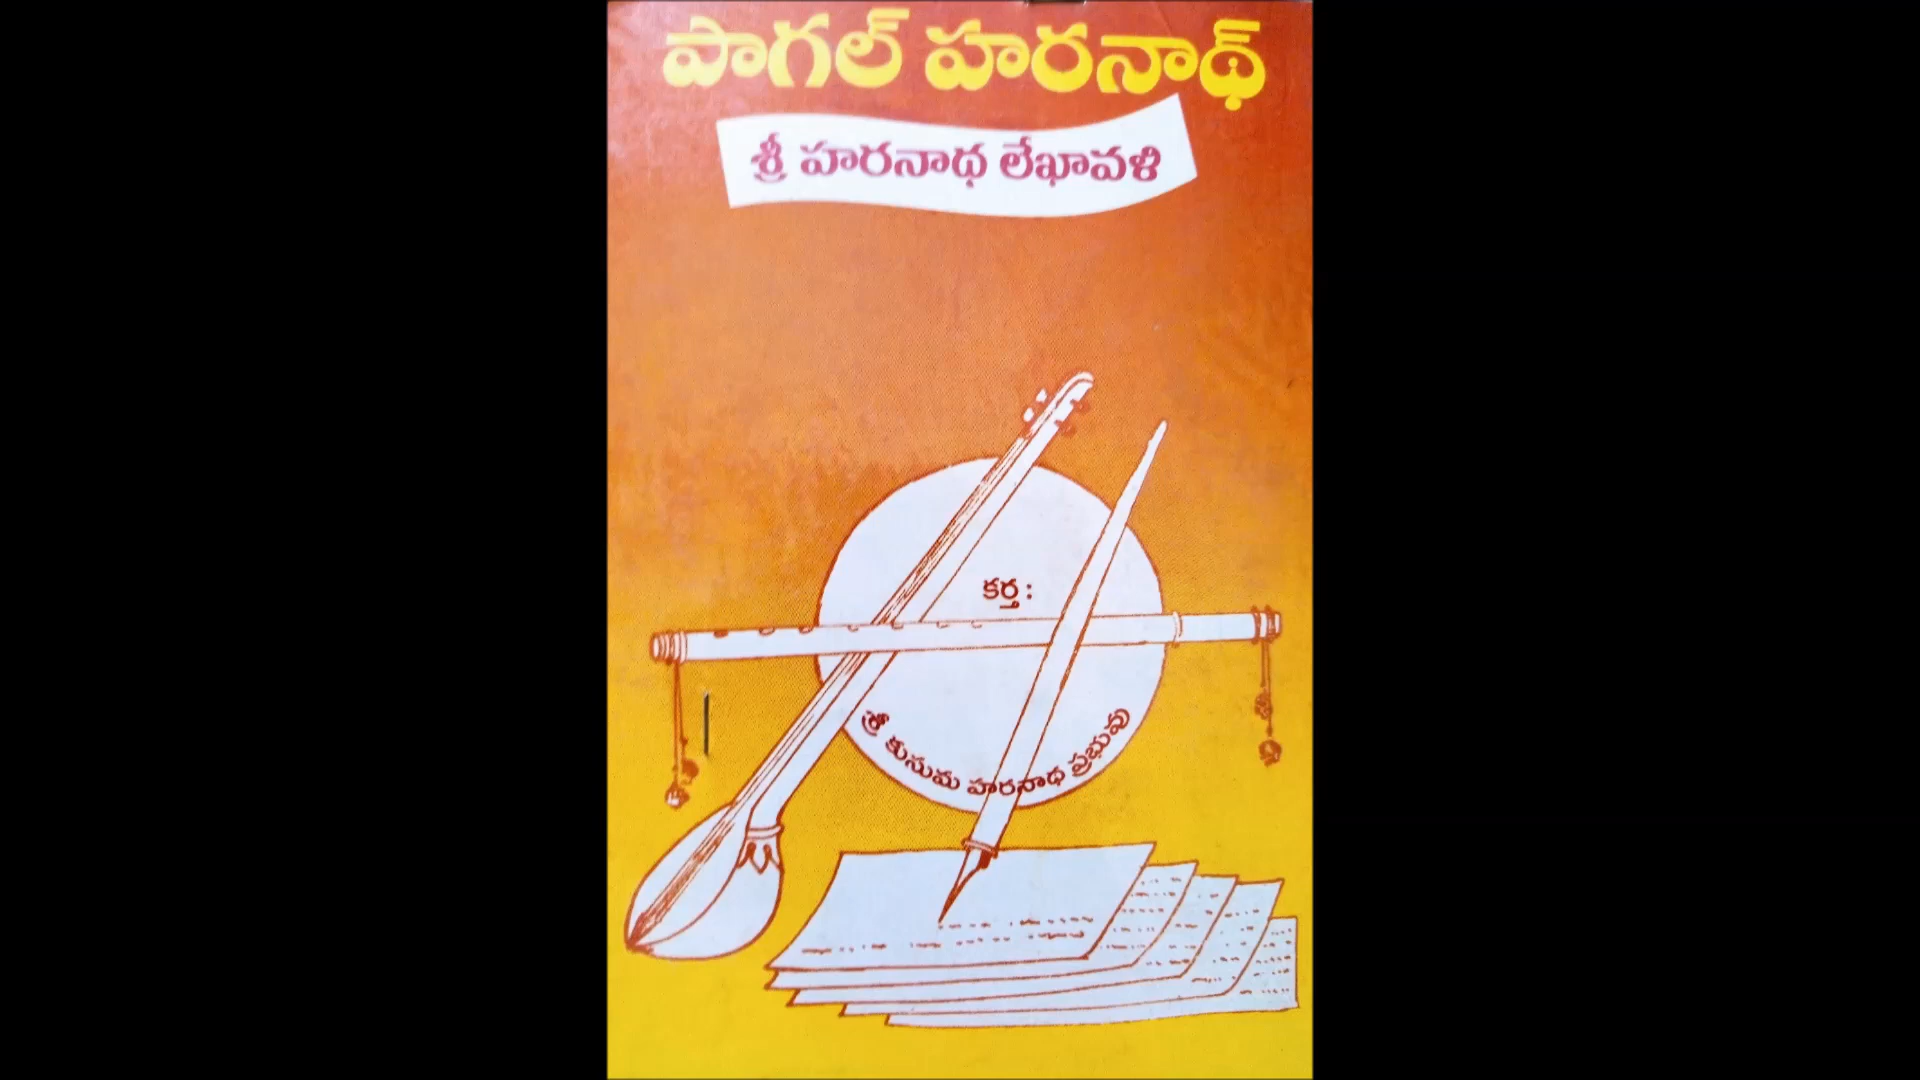 పాగల్ హరనాథ్
శ్రీ హరనాధ లేఖావళి
కర్త :
శ్రీ కుసుమ హరనాధ ప్రభువు